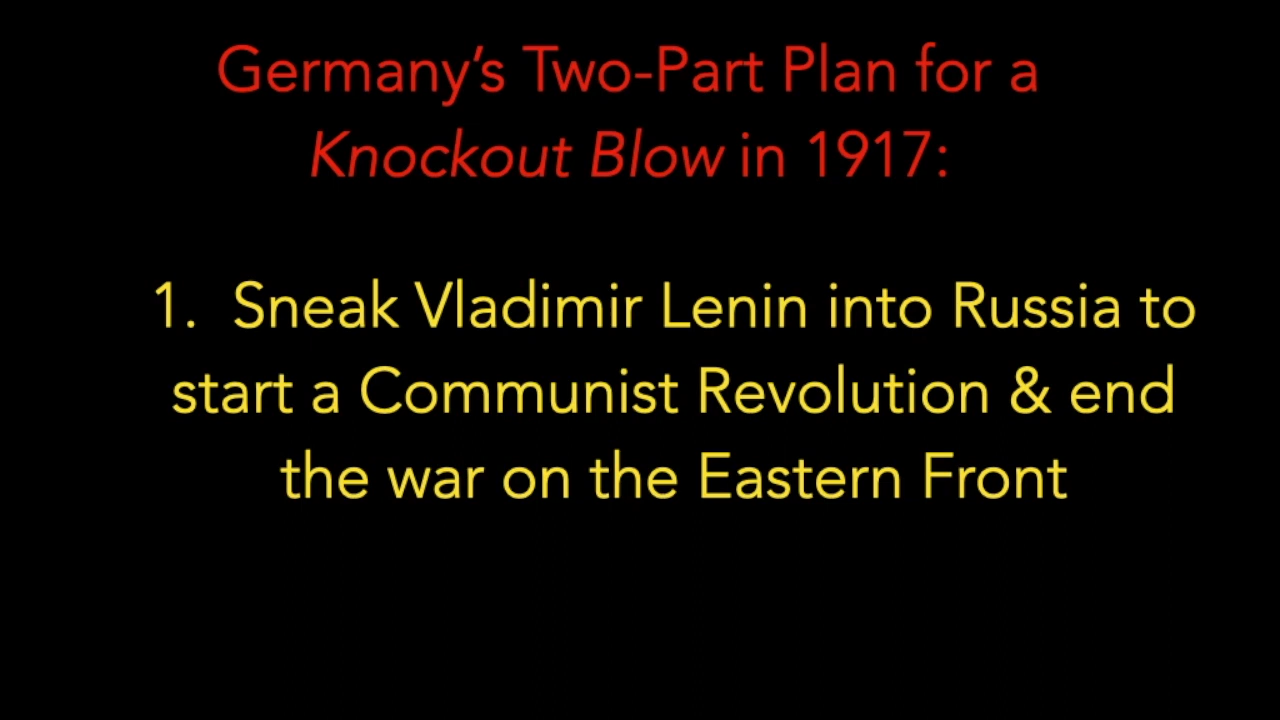 Germany’s Two-Part Plan for a
Knockout Blow in 1917:
1. Sneak Vladimir Lenin into Russia to
start a Communist Revolution & end
the war on the Eastern Front